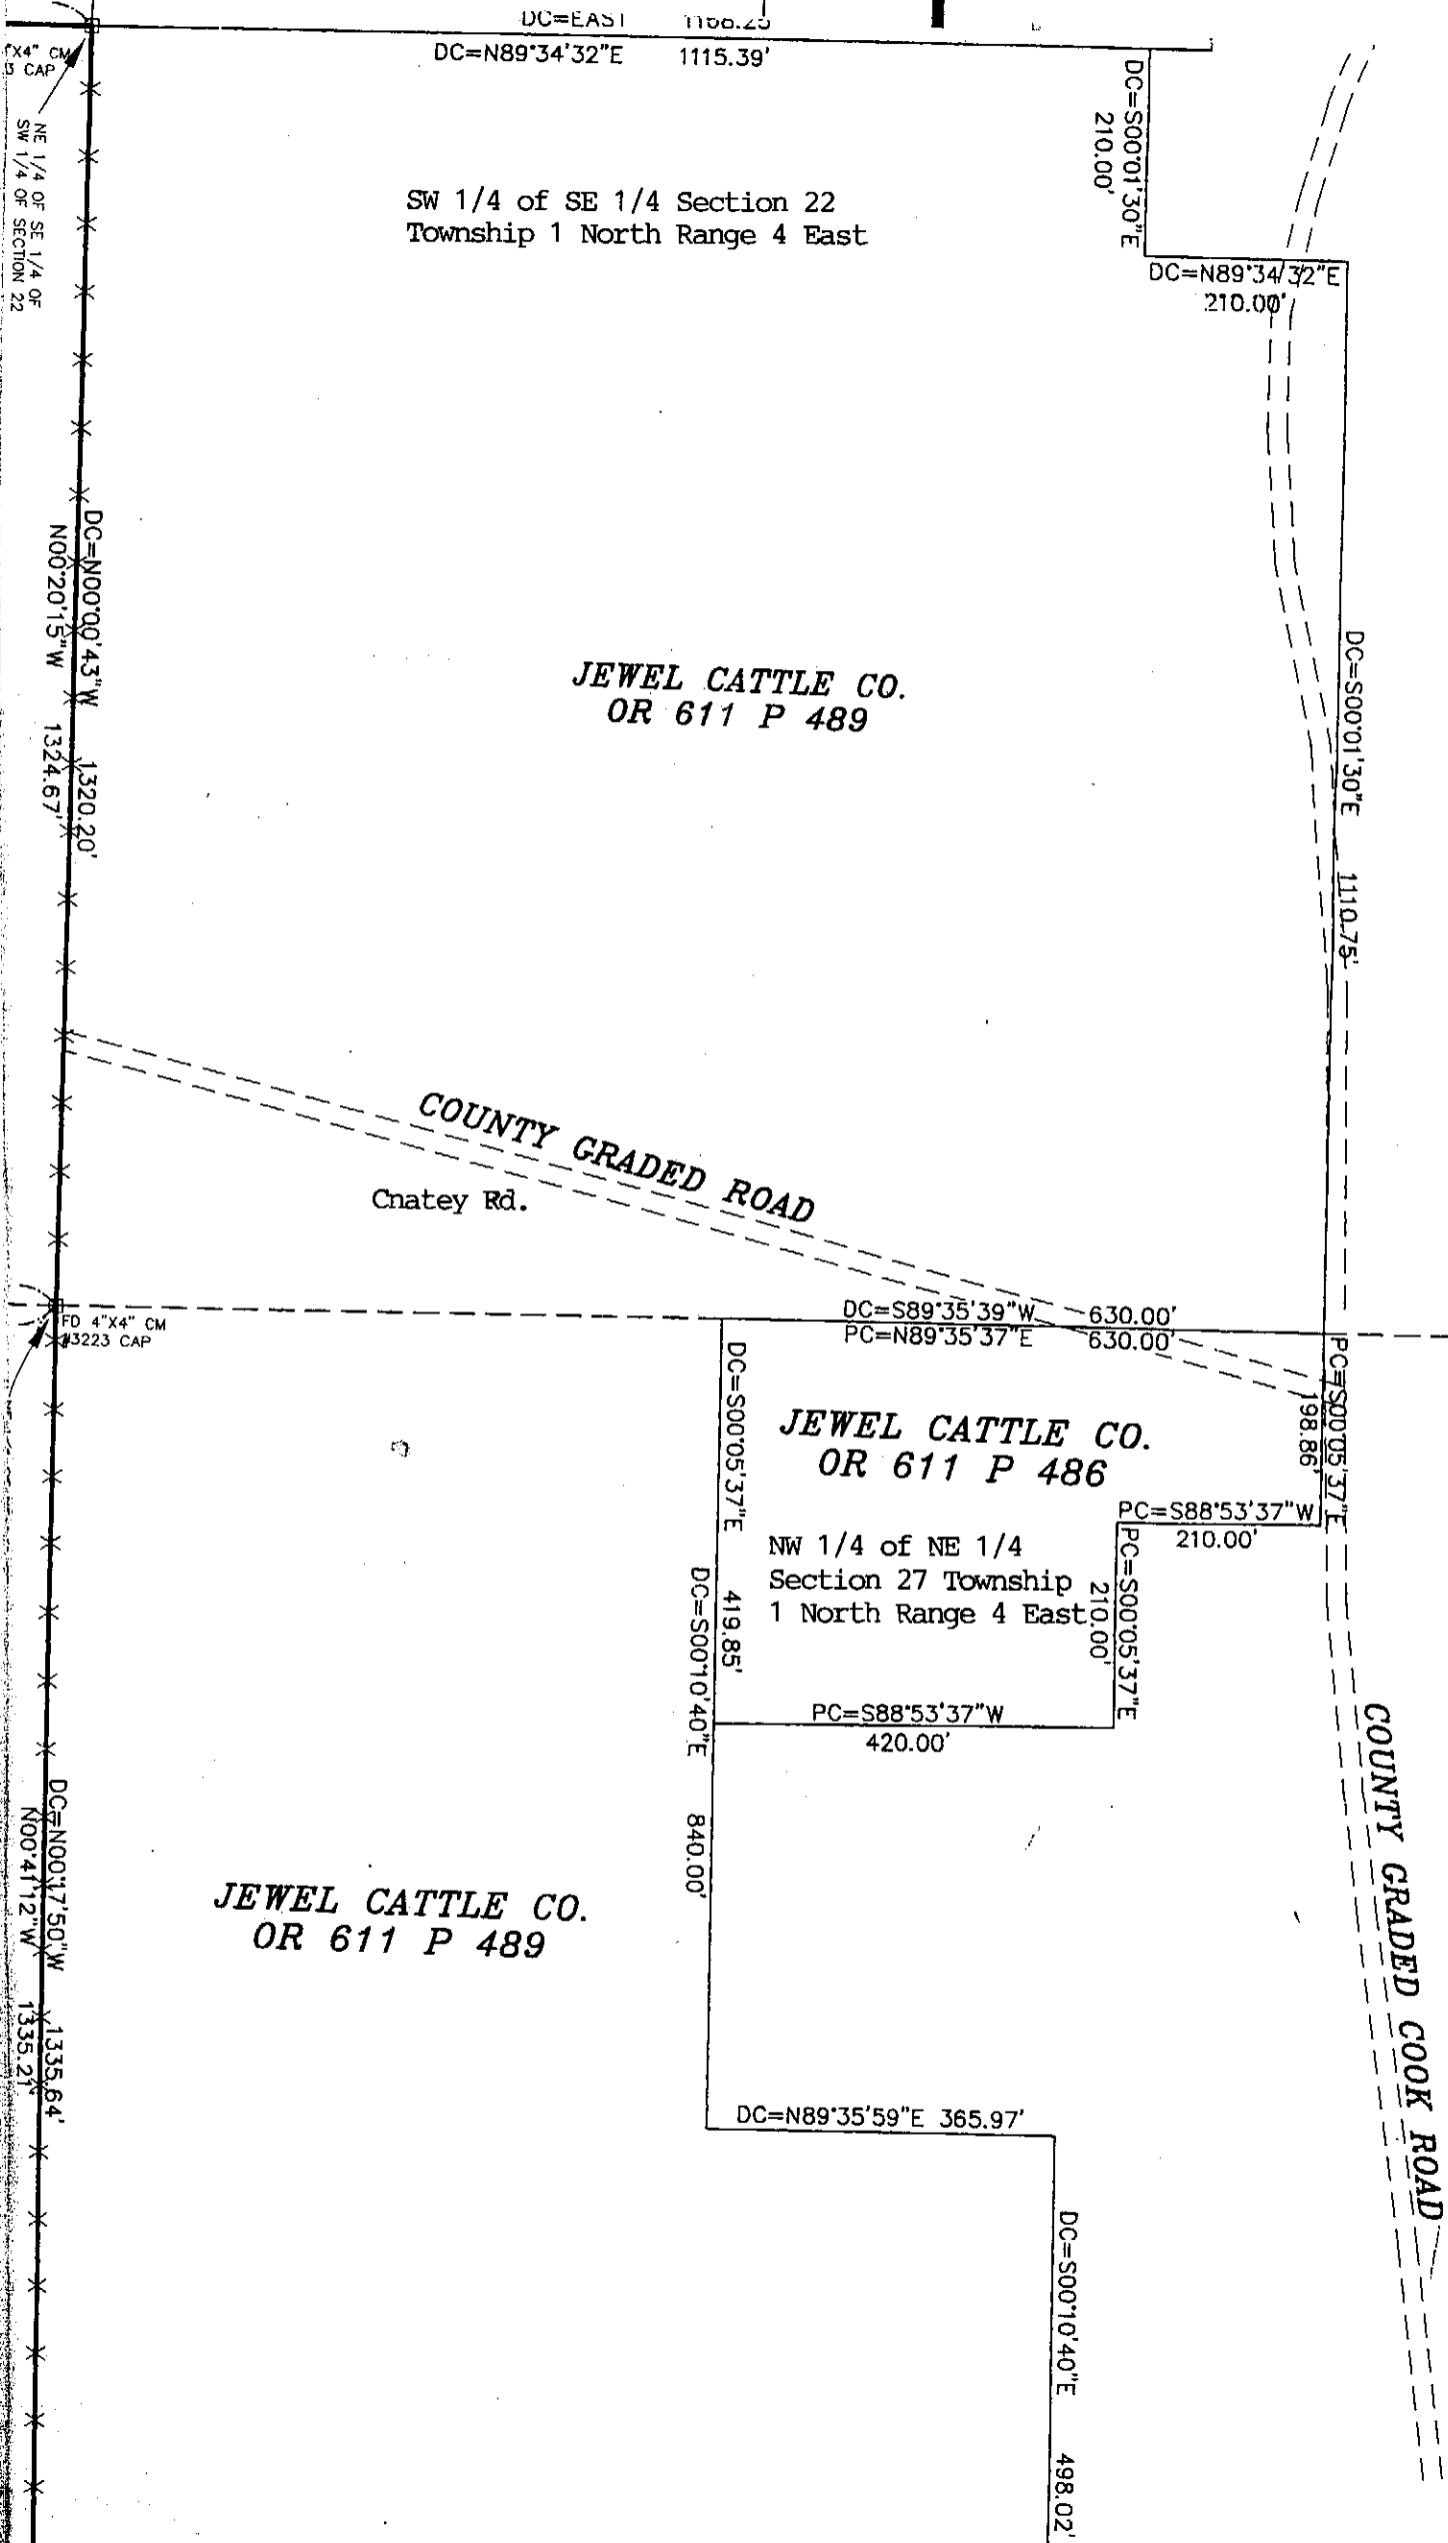 DC=EAST 1168.25
DC=N89°34'32"E 1115.39'
X4" CM
3 CAP
NE 1/4 OF SE 1/4 OF
SW 1/4 OF SECTION 22
SW 1/4 of SE 1/4 Section 22
Township 1 North Range 4 East
DC=S00°01'30"E
210.00'
DC=N89°34'32"E
210.00'
DC=N00°00'43"W 1320.20'
N00°20'15"W 1324.67'
JEWEL CATTLE CO.
OR 611 P 489
DC=S00°01'30"E 1110.75'
COUNTY GRADED ROAD
Cnatey Rd.
FD 4"X4" CM
#3223 CAP
DC=S89°35'39"W 630.00'
PC=N89°35'37"E 630.00'
DC=S00°05'37"E 419.85'
JEWEL CATTLE CO.
OR 611 P 486
PC=S00°05'37"E
198.86'
PC=S88°53'37"W
210.00'
NW 1/4 of NE 1/4
Section 27 Township
1 North Range 4 East
PC=S00°05'37"E
210.00'
DC=S00°10'40"E 840.00'
PC=S88°53'37"W
420.00'
COUNTY GRADED COOK ROAD
DC=N00°17'50"W 1335.64'
N00°41'12"W 1335.21'
JEWEL CATTLE CO.
OR 611 P 489
DC=N89°35'59"E 365.97'
DC=S00°10'40"E 498.02'